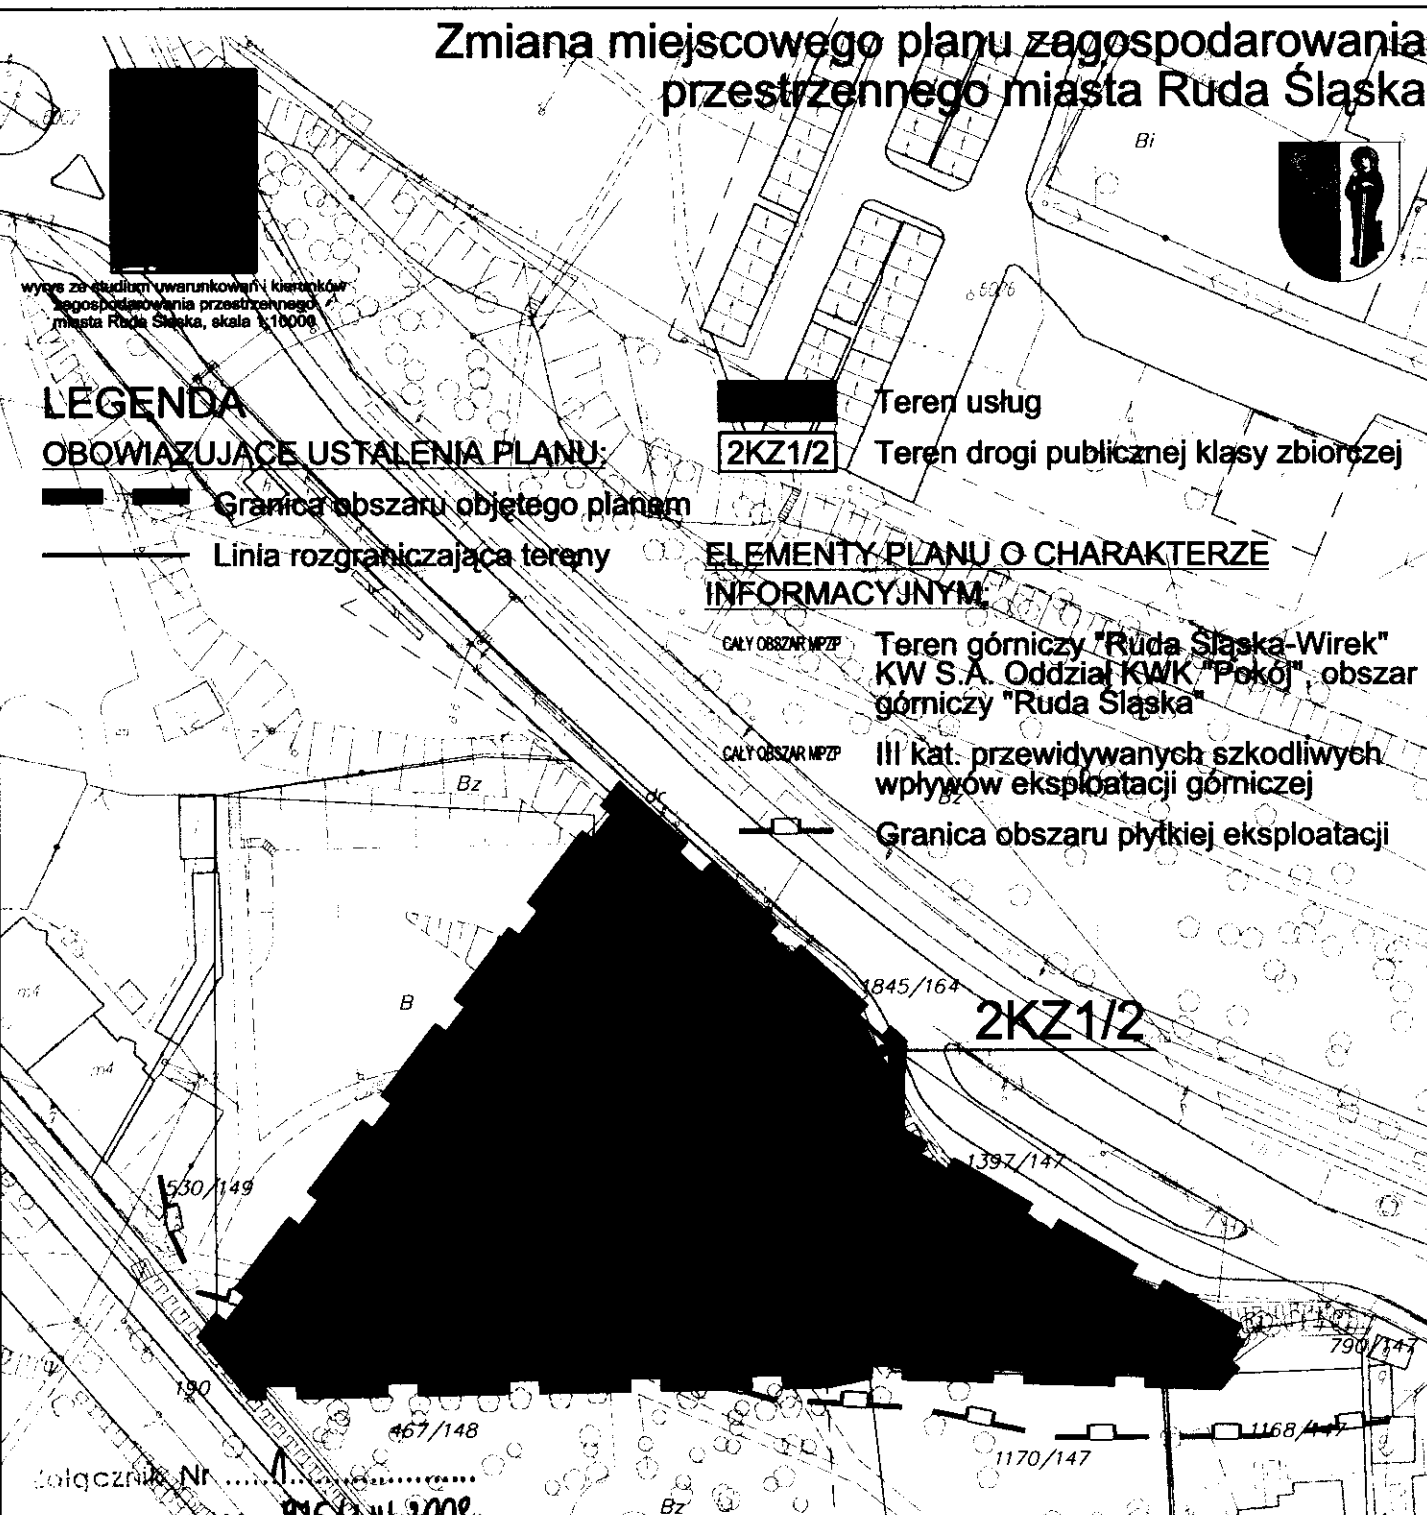 Zmiana miejscowego planu zagospodarowania
przestrzennego miasta Ruda Śląska
wyrys ze studium uwarunkowań i kierunków
zagospodarowania przestrzennego
miasta Ruda Śląska, skala 1:10000
LEGENDA
OBOWIĄZUJĄCE USTALENIA PLANU:
Granica obszaru objętego planem
Linia rozgraniczająca tereny
Teren usług
2KZ1/2 Teren drogi publicznej klasy zbiorczej
ELEMENTY PLANU O CHARAKTERZE
INFORMACYJNYM:
CAŁY OBSZAR MPZP Teren górniczy "Ruda Śląska-Wirek"
KW S.A. Oddział KWK "Pokój", obszar
górniczy "Ruda Śląska"
CAŁY OBSZAR MPZP III kat. przewidywanych szkodliwych
wpływów eksploatacji górniczej
Granica obszaru płytkiej eksploatacji
Bi
6076
Bz
dr
Bz
B
m4
m4
1845/164
2KZ1/2
1397/147
530/149
190
467/148
790/147
1168/147
1170/147
Bz
Nr 1